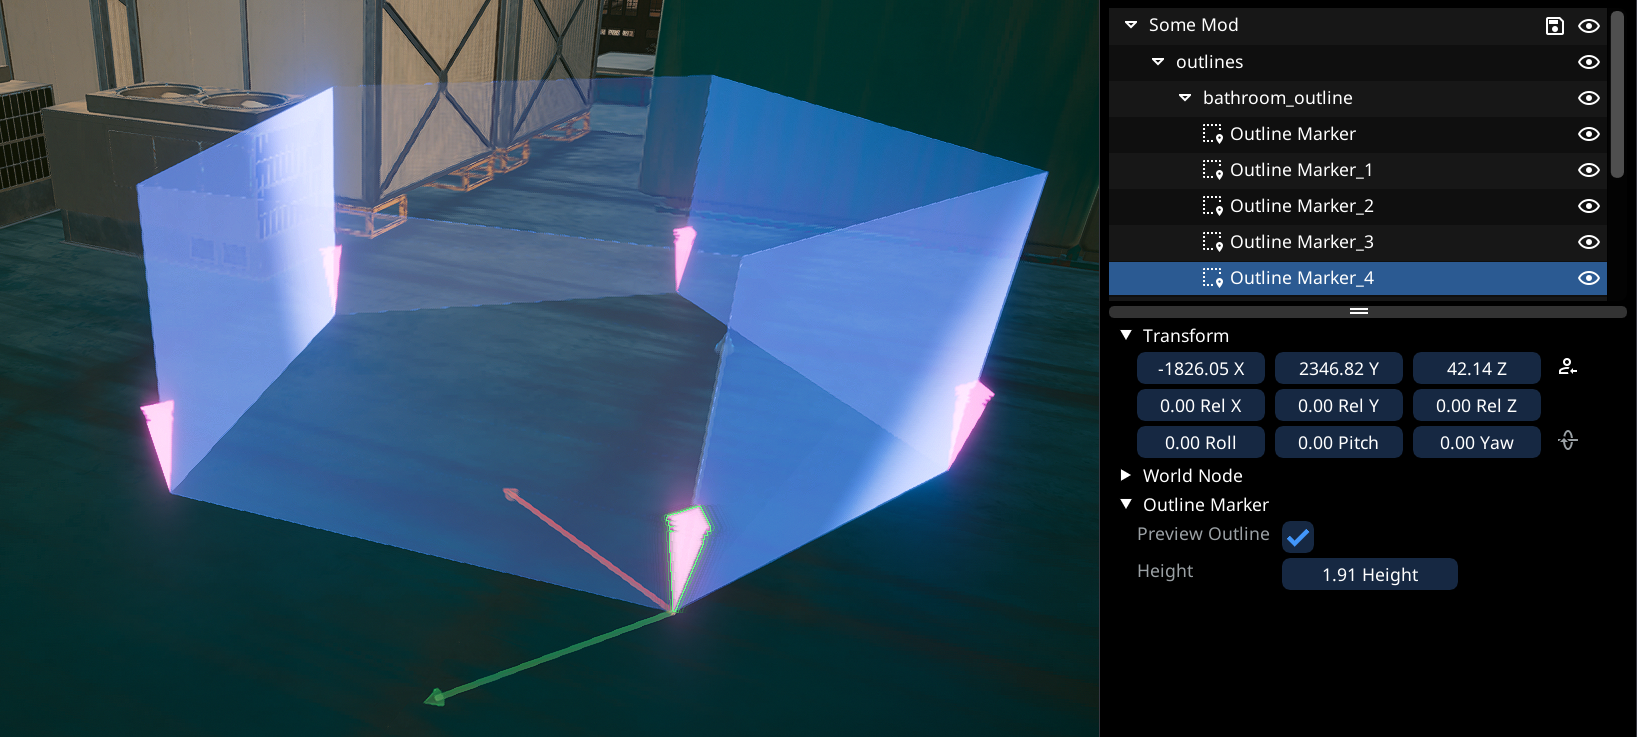 Some Mod
outlines
bathroom_outline
Outline Marker
Outline Marker_1
Outline Marker_2
Outline Marker_3
Outline Marker_4
Transform
-1826.05 X 2346.82 Y 42.14 Z
0.00 Rel X 0.00 Rel Y 0.00 Rel Z
0.00 Roll 0.00 Pitch 0.00 Yaw
World Node
Outline Marker
Preview Outline
Height 1.91 Height